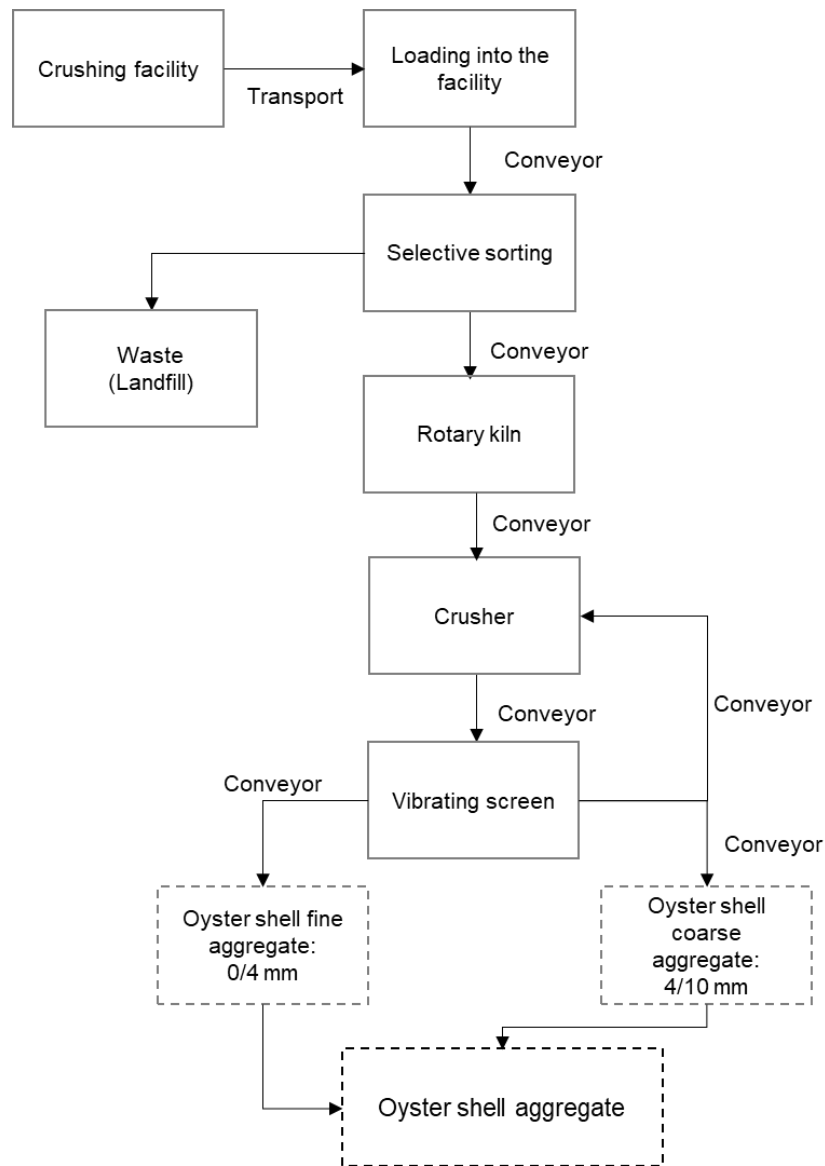 Crushing facility
Transport
Loading into the
facility
Conveyor
Selective sorting
Waste
(Landfill)
Conveyor
Rotary kiln
Conveyor
Crusher
Conveyor
Conveyor
Conveyor
Vibrating screen
Conveyor
Oyster shell fine
aggregate:
0/4 mm
Oyster shell
coarse
aggregate:
4/10 mm
Oyster shell aggregate